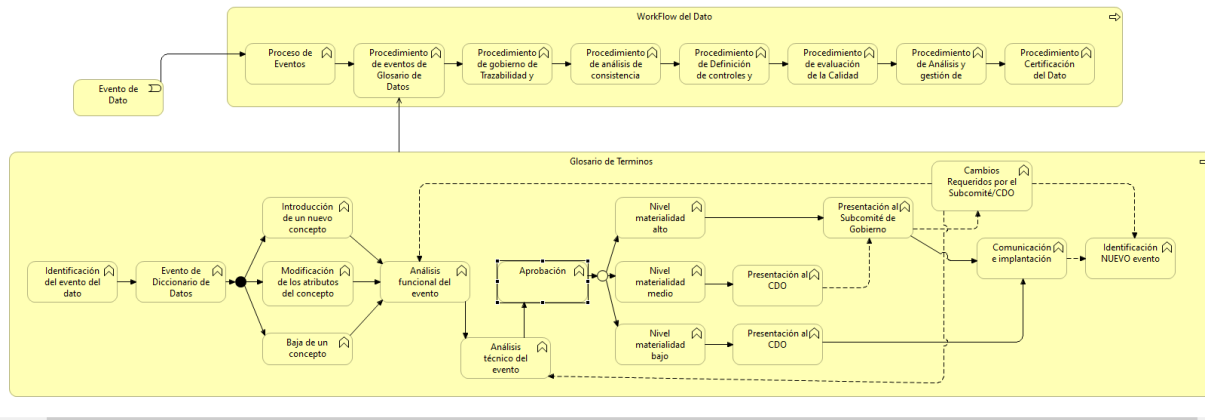 WorkFlow del Dato
Proceso de
Eventos
Procedimiento
de eventos de
Glosario de
Datos
Procedimiento
de gobierno de
Trazabilidad y
Procedimiento
de análisis de
consistencia
Procedimiento
de Definición
de controles y
Procedimiento
de evaluación
de la Calidad
Procedimiento
de Análisis y
gestión de
Procedimiento
Certificación
del Dato
Evento de
Dato
Glosario de Terminos
Cambios
Requeridos por el
Subcomité/CDO
Introducción
de un nuevo
concepto
Nivel
materialidad
alto
Presentación al
Subcomité de
Gobierno
Identificación
del evento del
dato
Evento de
Diccionario de
Datos
Modificación
de los atributos
del concepto
Análisis
funcional del
evento
Aprobación
Nivel
materialidad
medio
Presentación al
CDO
Comunicación
e implantación
Identificación
NUEVO evento
Baja de un
concepto
Análisis
técnico del
evento
Nivel
materialidad
bajo
Presentación al
CDO